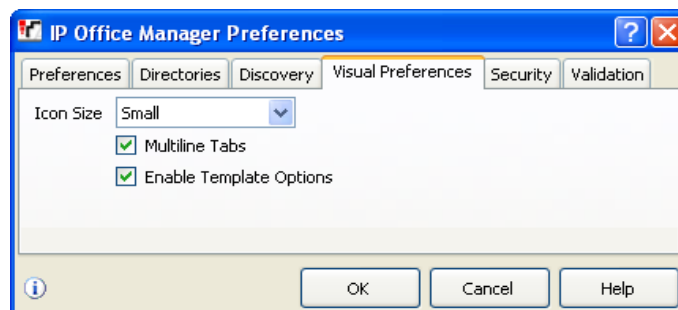 IP Office Manager Preferences
Preferences Directories Discovery Visual Preferences Security Validation
Icon Size Small
Multiline Tabs
Enable Template Options
OK Cancel Help